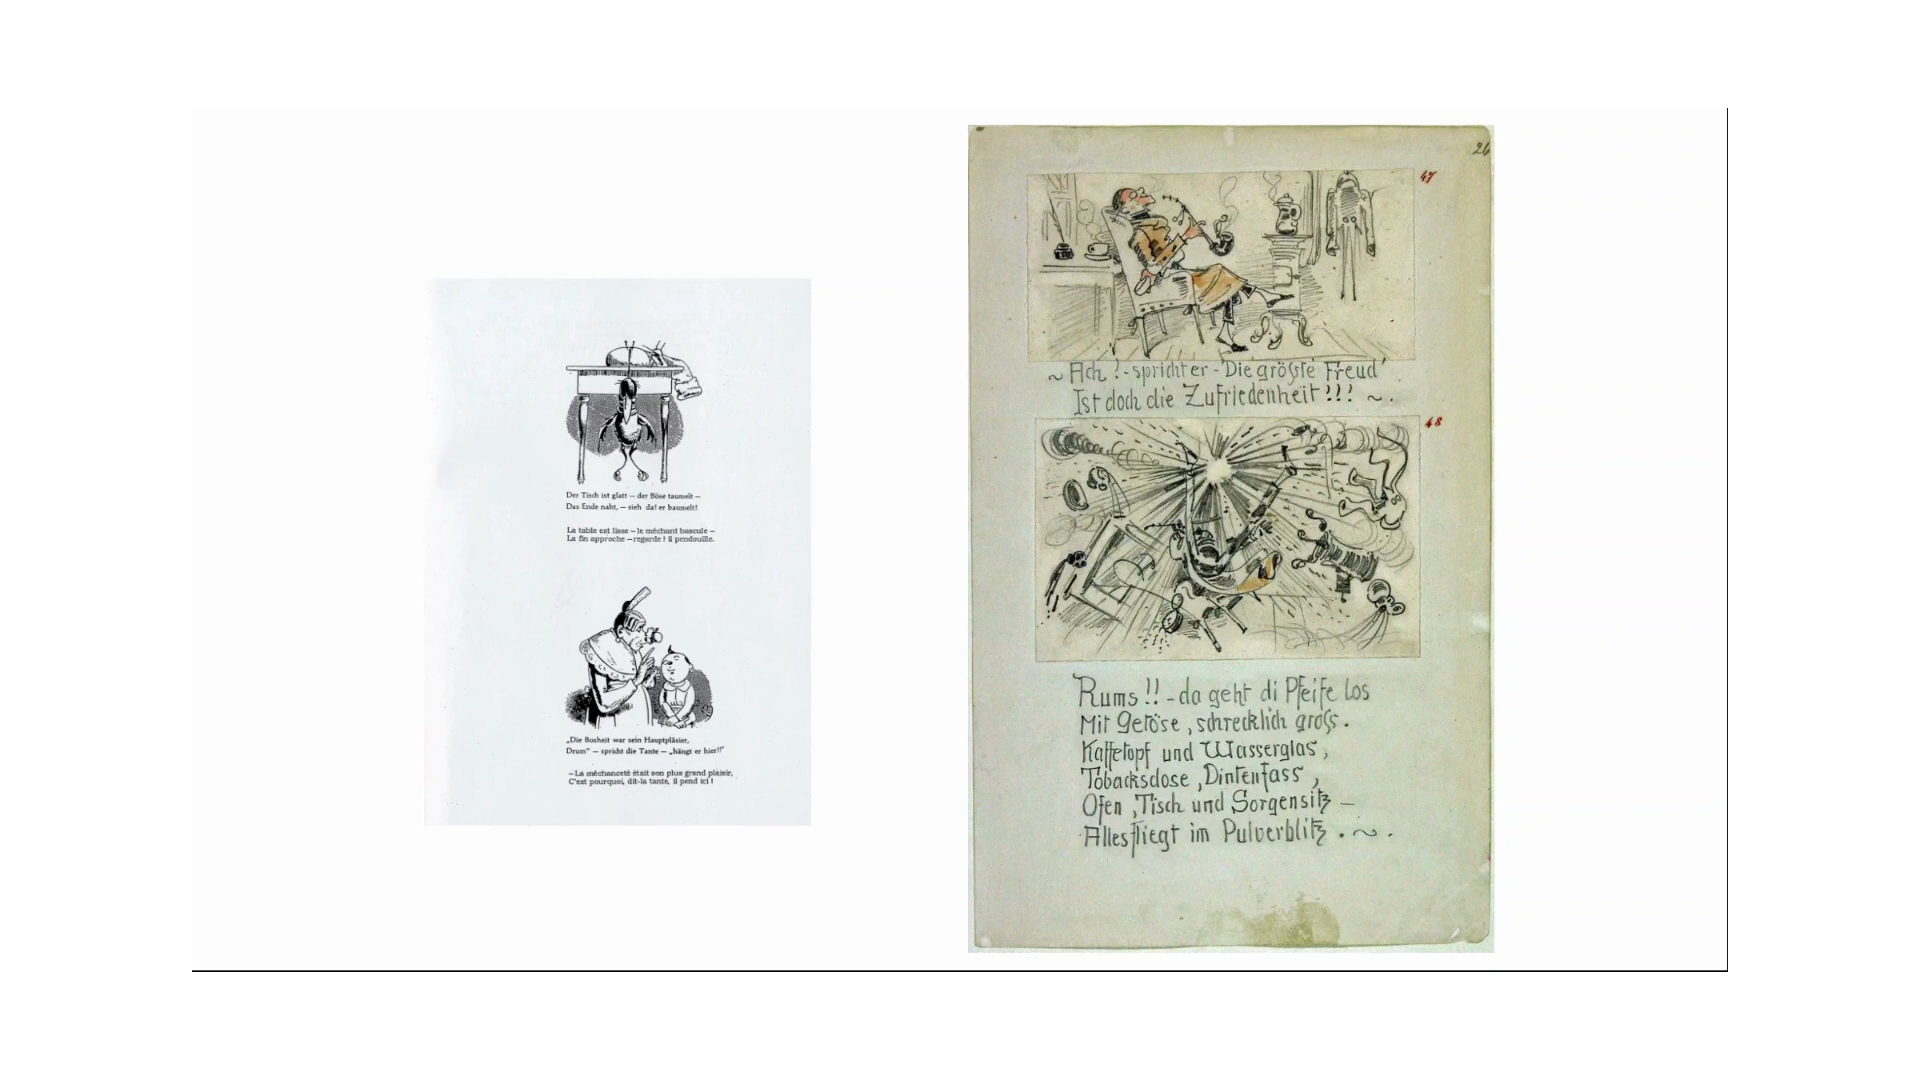 Der Tisch ist glatt – der Böse taumelt –
Das Ende naht, – sieh da! er baumelt!
La table est lisse – le méchant bascule –
La fin approche – regarde ! il pendouille.
„Die Bosheit war sein Hauptpläsier,
Drum“ – spricht die Tante – „hängt er hier!!“
– La méchanceté était son plus grand plaisir,
C'est pourquoi, dit-la tante, il pend ici !
26
47
~ Ach !- spricht er - 'Die größte Freud'
Ist doch die Zufriedenheit !!! ~ .
48
Rums !! - da geht di Pfeife los
Mit Getöse, schrecklich groß.
Kaffetopf und Wasserglas,
Tobacksdose, Dintenfass,
Ofen, Tisch und Sorgensitz –
Alles fliegt im Pulverblitz . ~ .